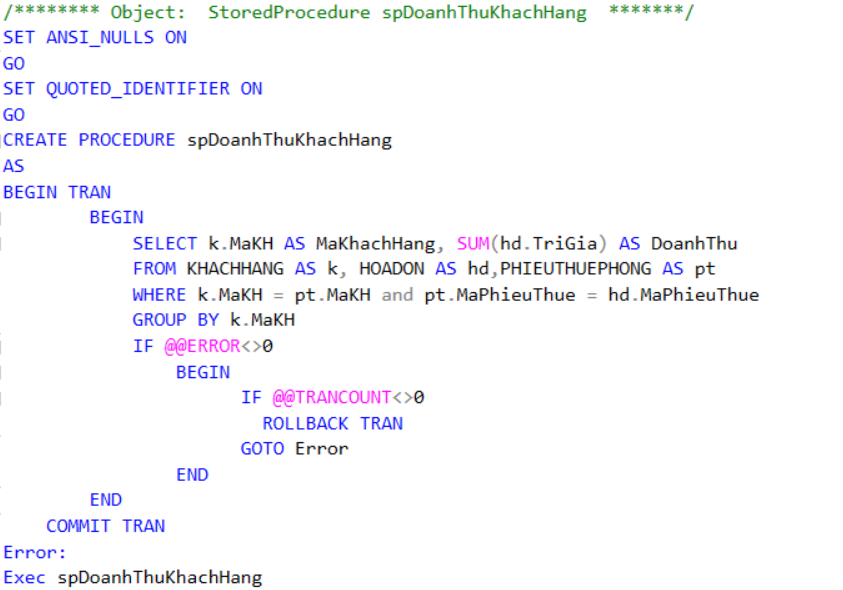 /******** Object:  StoredProcedure spDoanhThuKhachHang  *******/
SET ANSI_NULLS ON
GO
SET QUOTED_IDENTIFIER ON
GO
CREATE PROCEDURE spDoanhThuKhachHang
AS
BEGIN TRAN
BEGIN
SELECT k.MaKH AS MaKhachHang, SUM(hd.TriGia) AS DoanhThu
FROM KHACHHANG AS k, HOADON AS hd,PHIEUTHUEPHONG AS pt
WHERE k.MaKH = pt.MaKH and pt.MaPhieuThue = hd.MaPhieuThue
GROUP BY k.MaKH
IF @@ERROR<>0
BEGIN
IF @@TRANCOUNT<>0
ROLLBACK TRAN
GOTO Error
END
END
COMMIT TRAN
Error:
Exec spDoanhThuKhachHang